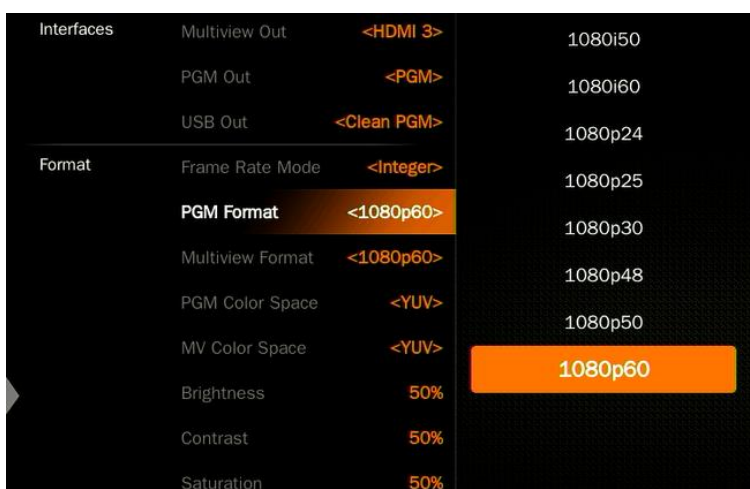 Interfaces Multiview Out <HDMI 3>
PGM Out <PGM>
USB Out <Clean PGM>
Format Frame Rate Mode <Integer>
PGM Format <1080p60>
Multiview Format <1080p60>
PGM Color Space <YUV>
MV Color Space <YUV>
Brightness 50%
Contrast 50%
Saturation 50%
1080i50
1080i60
1080p24
1080p25
1080p30
1080p48
1080p50
1080p60